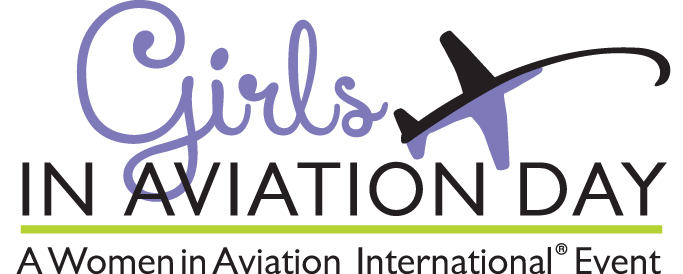 Girls
IN AVIATION DAY
A Women in Aviation International® Event